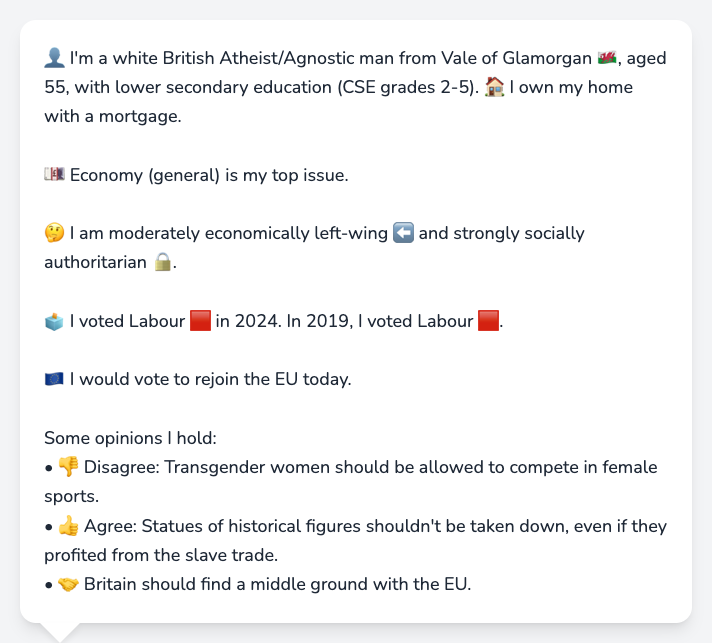 👤 I'm a white British Atheist/Agnostic man from Vale of Glamorgan 🏴󠁧󠁢󠁷󠁬󠁳󠁿, aged
55, with lower secondary education (CSE grades 2-5). 🏠 I own my home
with a mortgage.
💷 Economy (general) is my top issue.
🤔 I am moderately economically left-wing ⬅️ and strongly socially
authoritarian 🔒.
🗳️ I voted Labour 🟥 in 2024. In 2019, I voted Labour 🟥.
🇪🇺 I would vote to rejoin the EU today.
Some opinions I hold:
• 👎 Disagree: Transgender women should be allowed to compete in female
sports.
• 👍 Agree: Statues of historical figures shouldn't be taken down, even if they
profited from the slave trade.
• 🤝 Britain should find a middle ground with the EU.